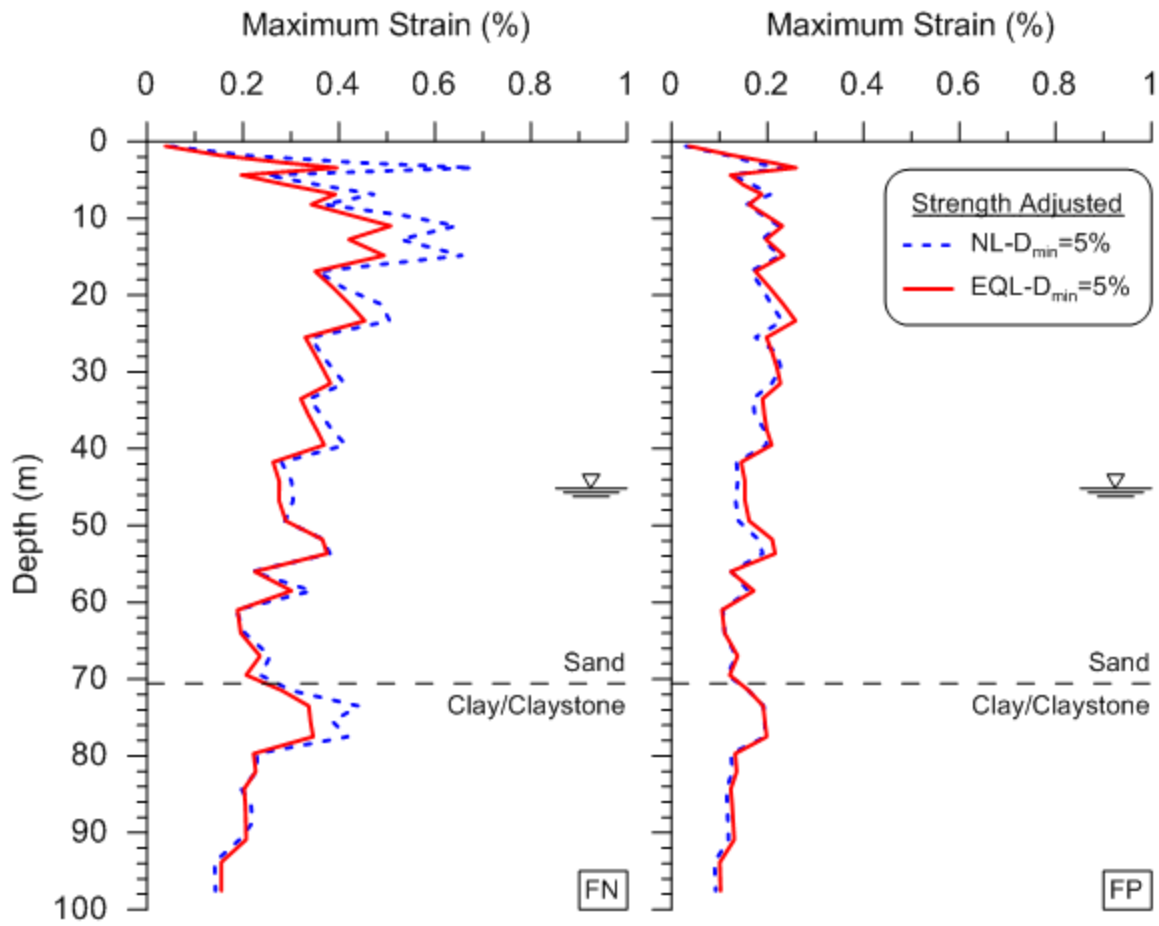 Maximum Strain (%)
Maximum Strain (%)
0 0.2 0.4 0.6 0.8 1
0 0.2 0.4 0.6 0.8 1
0
10
20
30
40
50
60
70
80
90
100
Depth (m)
Strength Adjusted
NL-Dmin=5%
EQL-Dmin=5%
Sand
Clay/Claystone
FN
Sand
Clay/Claystone
FP